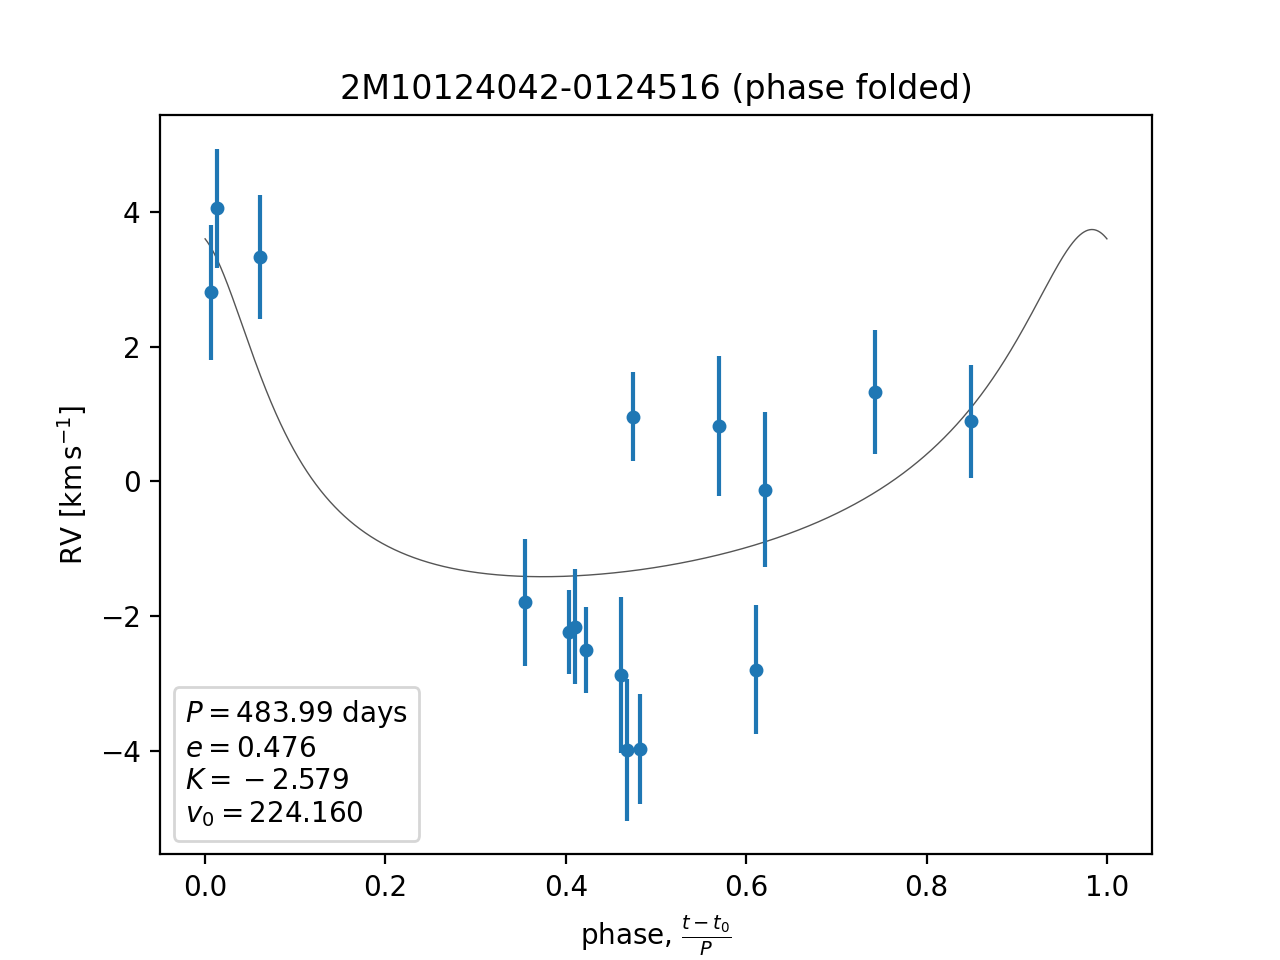 2M10124042-0124516 (phase folded)
RV [km s⁻¹]
4
2
0
−2
−4
P = 483.99 days
e = 0.476
K = −2.579
v₀ = 224.160
0.0 0.2 0.4 0.6 0.8 1.0
phase, (t − t₀)/P